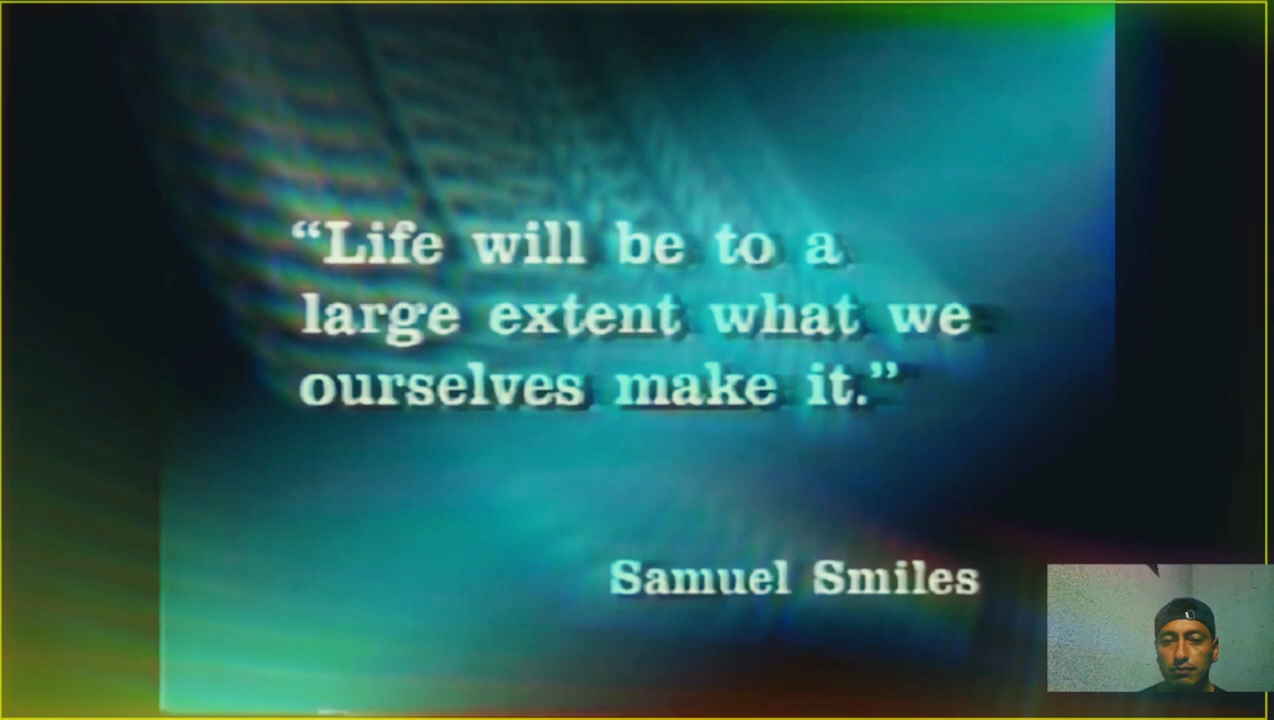 “Life will be to a
large extent what we
ourselves make it.”
Samuel Smiles